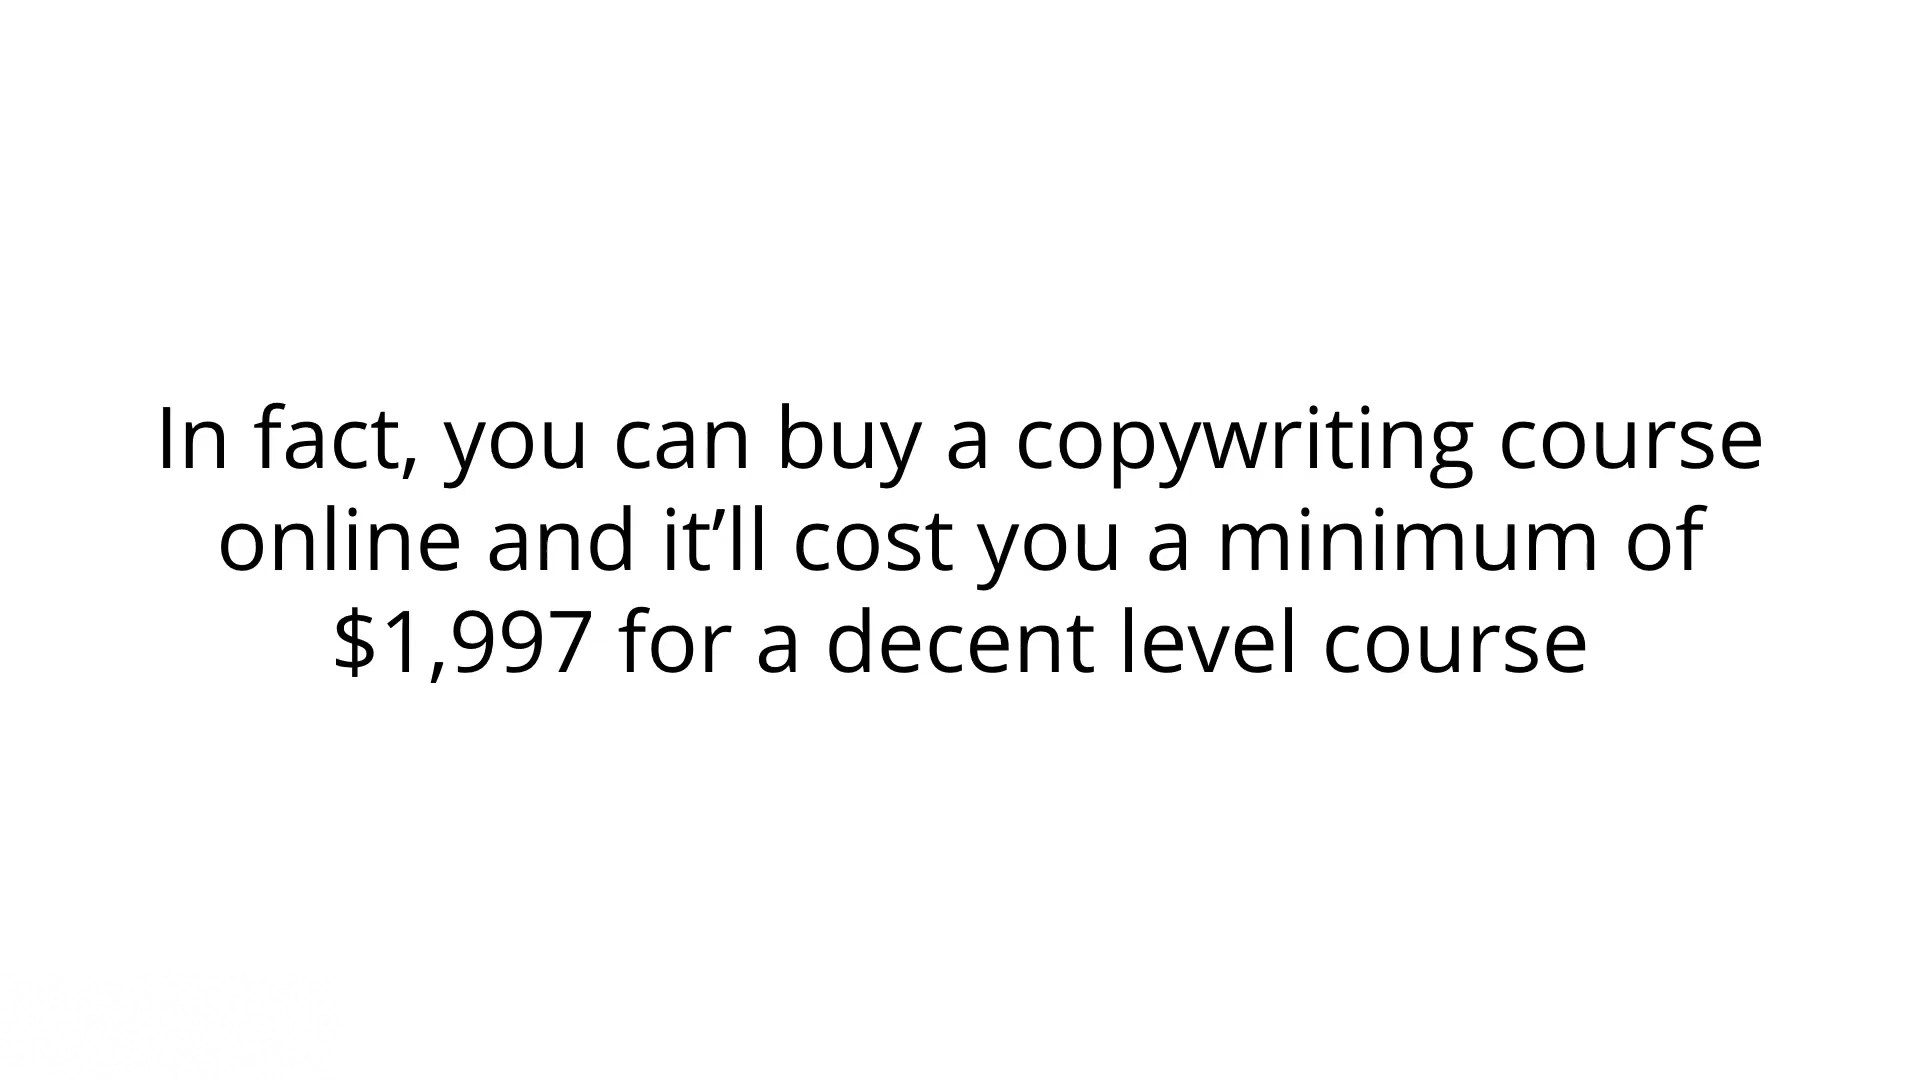 In fact, you can buy a copywriting course
online and it’ll cost you a minimum of
$1,997 for a decent level course